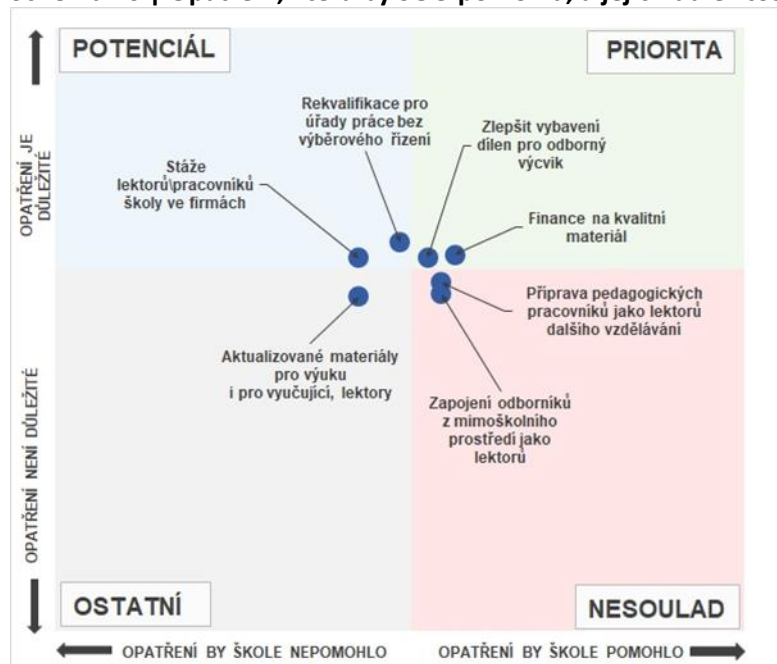 POTENCIÁL
PRIORITA
Rekvalifikace pro
úřady práce bez
výběrového řízení
Zlepšit vybavení
dílen pro odborný
výcvik
Stáže
lektorů\pracovníků
školy ve firmách
Finance na kvalitní
materiál
OPATŘENÍ JE
DŮLEŽITÉ
Příprava pedagogických
pracovníků jako lektorů
dalšího vzdělávání
Aktualizované materiály
pro výuku
i pro vyučující, lektory
Zapojení odborníků
z mimoškolního
prostředí jako
lektorů
OPATŘENÍ NENÍ DŮLEŽITÉ
OSTATNÍ
NESOULAD
OPATŘENÍ BY ŠKOLE NEPOMOHLO
OPATŘENÍ BY ŠKOLE POMOHLO